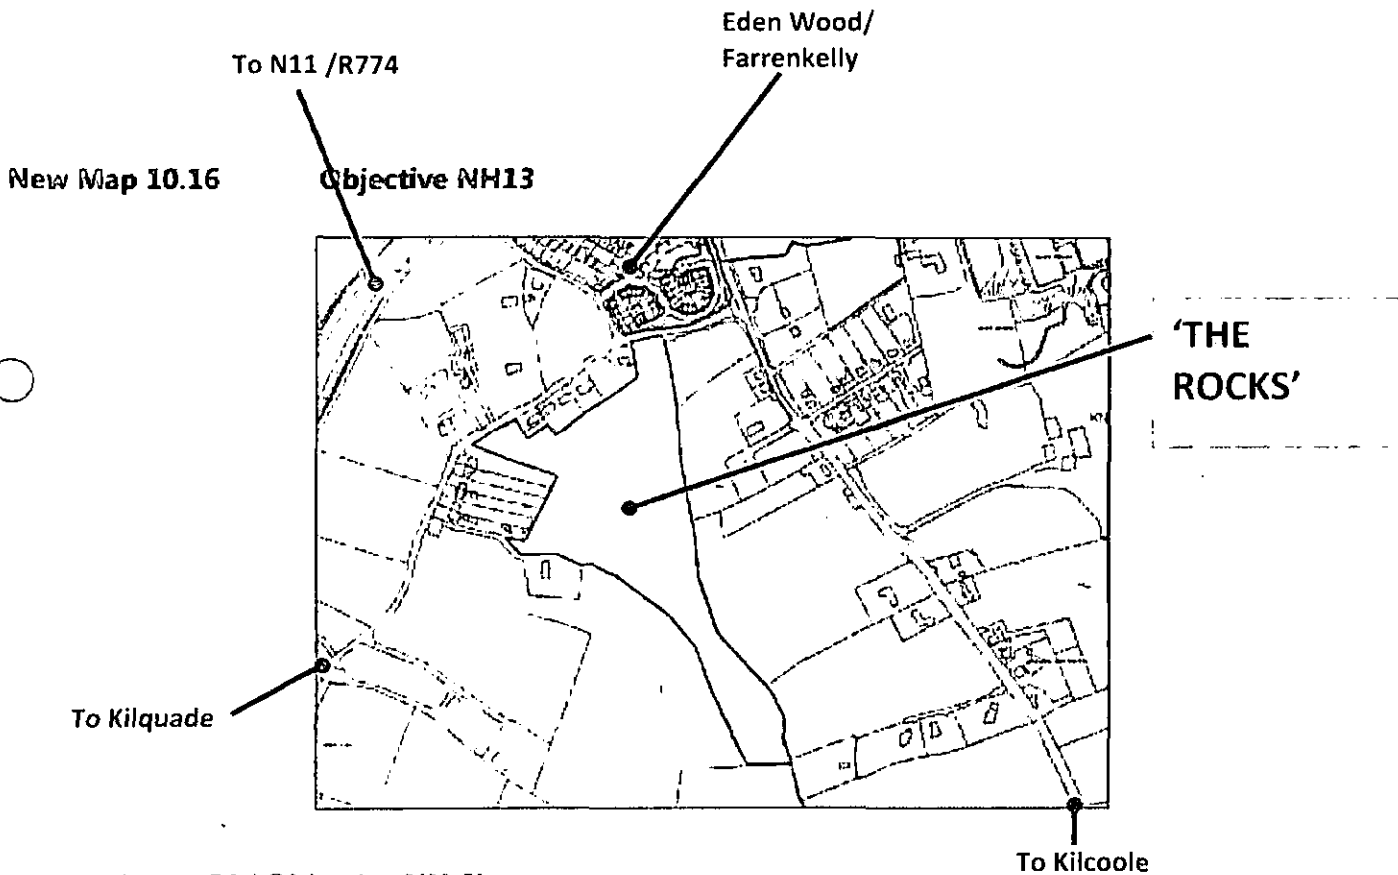 Eden Wood/
Farrenkelly
To N11 /R774
New Map 10.16 Objective NH13
'THE
ROCKS'
To Kilquade
To Kilcoole